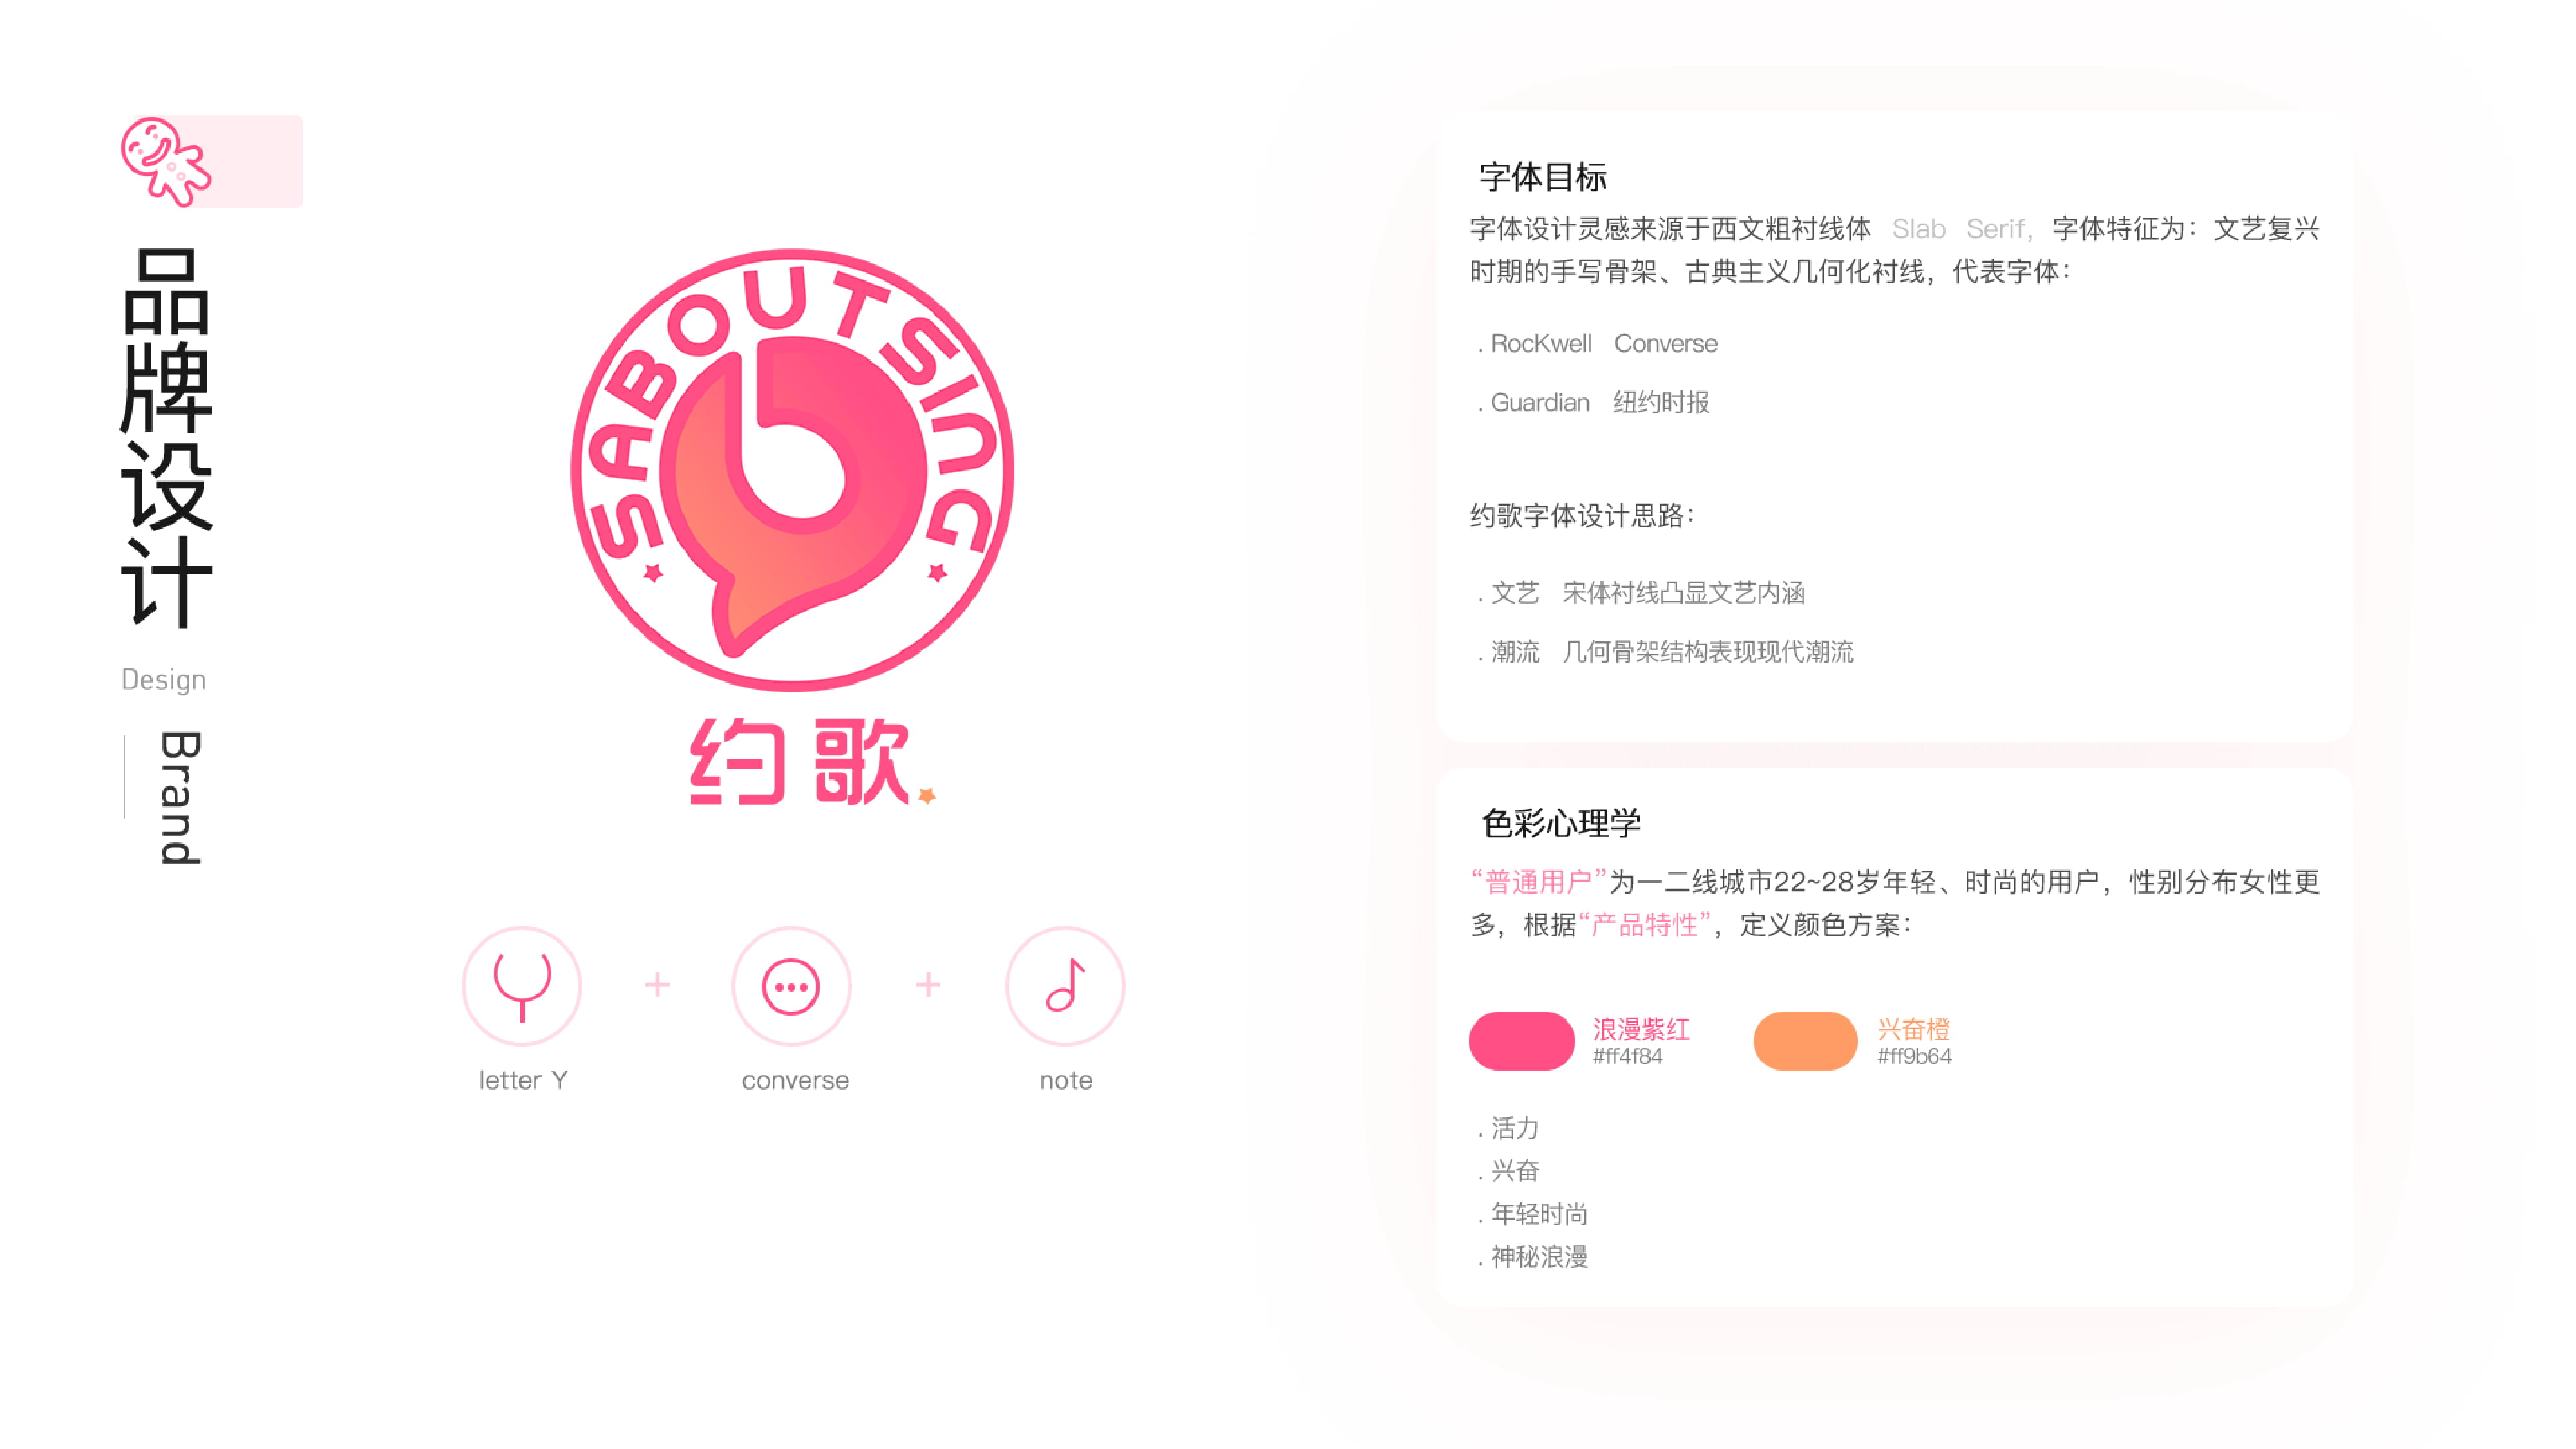 品牌设计
Design
Brand
SABOUTSING
约歌
letter Y
+
converse
+
note
字体目标
字体设计灵感来源于西文粗衬线体 Slab Serif, 字体特征为：文艺复兴
时期的手写骨架、古典主义几何化衬线，代表字体：
. RocKwell Converse
. Guardian 纽约时报
约歌字体设计思路：
. 文艺 宋体衬线凸显文艺内涵
. 潮流 几何骨架结构表现现代潮流
色彩心理学
“普通用户”为一二线城市22~28岁年轻、时尚的用户，性别分布女性更
多，根据“产品特性”，定义颜色方案：
浪漫紫红
#ff4f84
兴奋橙
#ff9b64
. 活力
. 兴奋
. 年轻时尚
. 神秘浪漫